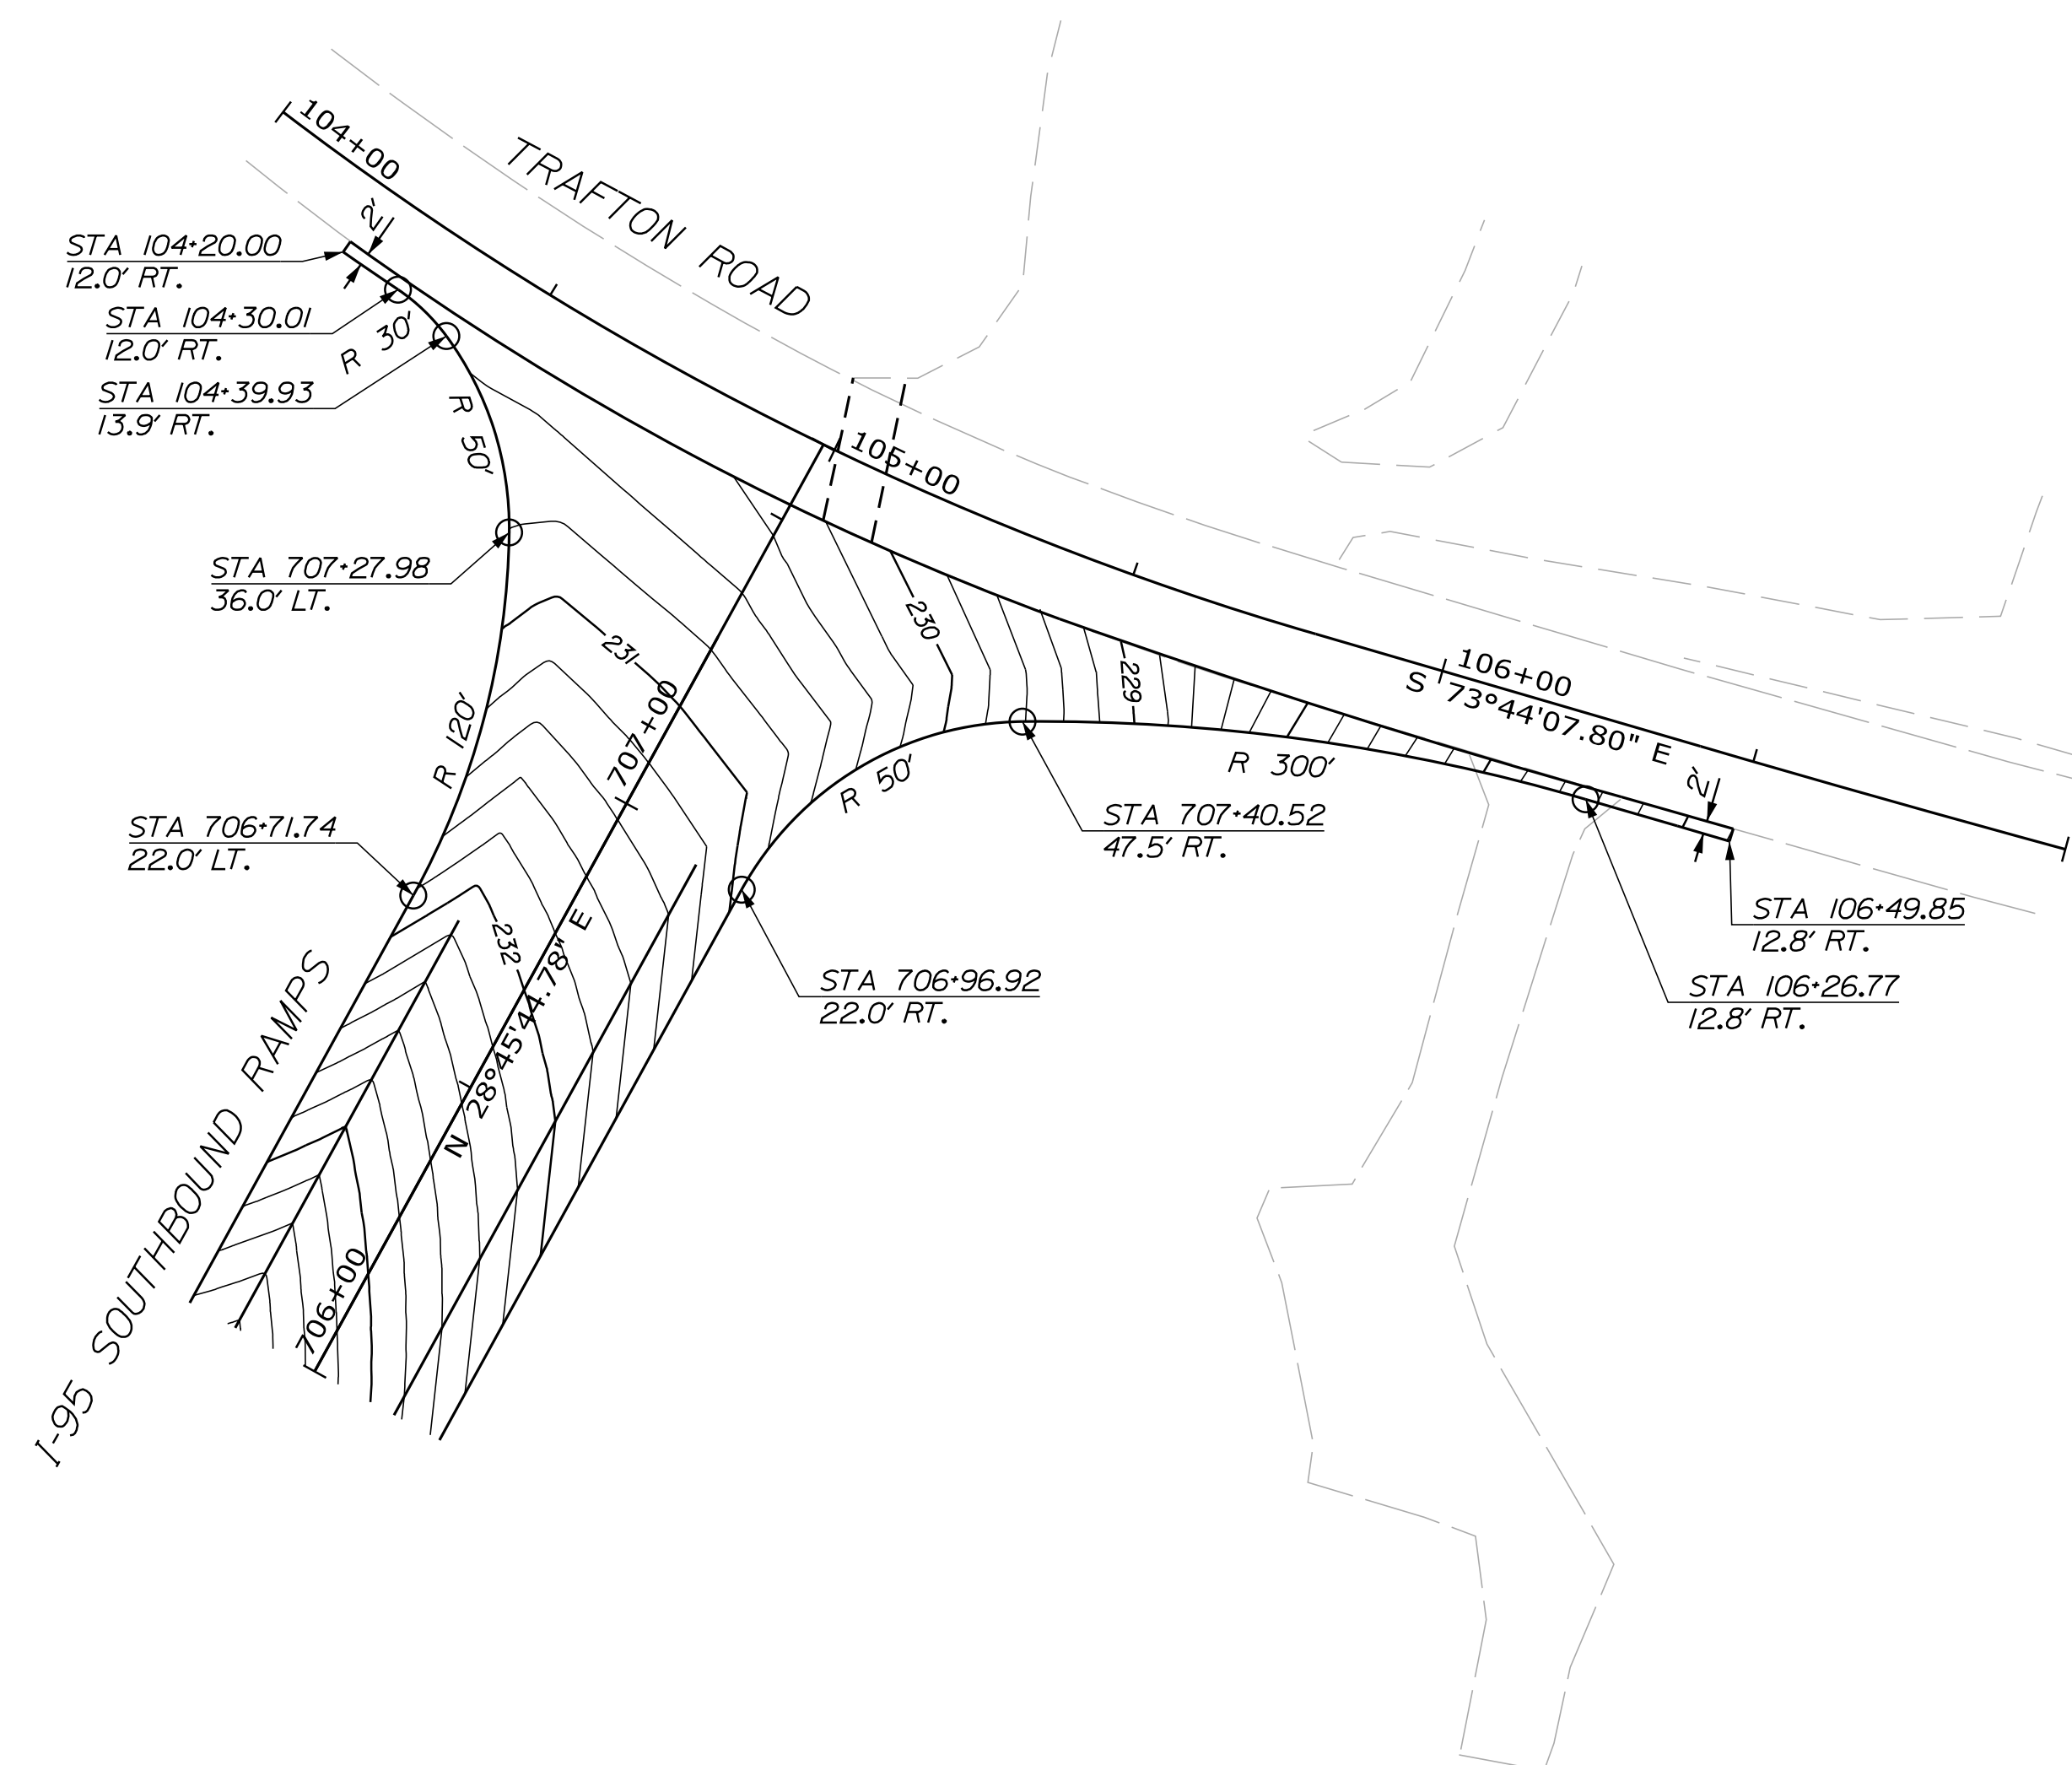 104+00
TRAFTON ROAD
2'
STA 104+20.00
12.0' RT.
STA 104+30.01
12.0' RT.
R 30'
STA 104+39.93
13.9' RT.
R 50'
105+00
STA 707+27.98
36.0' LT.
230
231
229
106+00
S 73°44'07.80" E
707+00
R 120'
R 300'
R 50'
2'
STA 707+40.52
47.5' RT.
STA 706+71.74
22.0' LT.
232
STA 106+49.85
12.8' RT.
STA 706+96.92
22.0' RT.
STA 106+26.77
12.8' RT.
N 28°45'44.78" E
I-95 SOUTHBOUND RAMPS
706+00